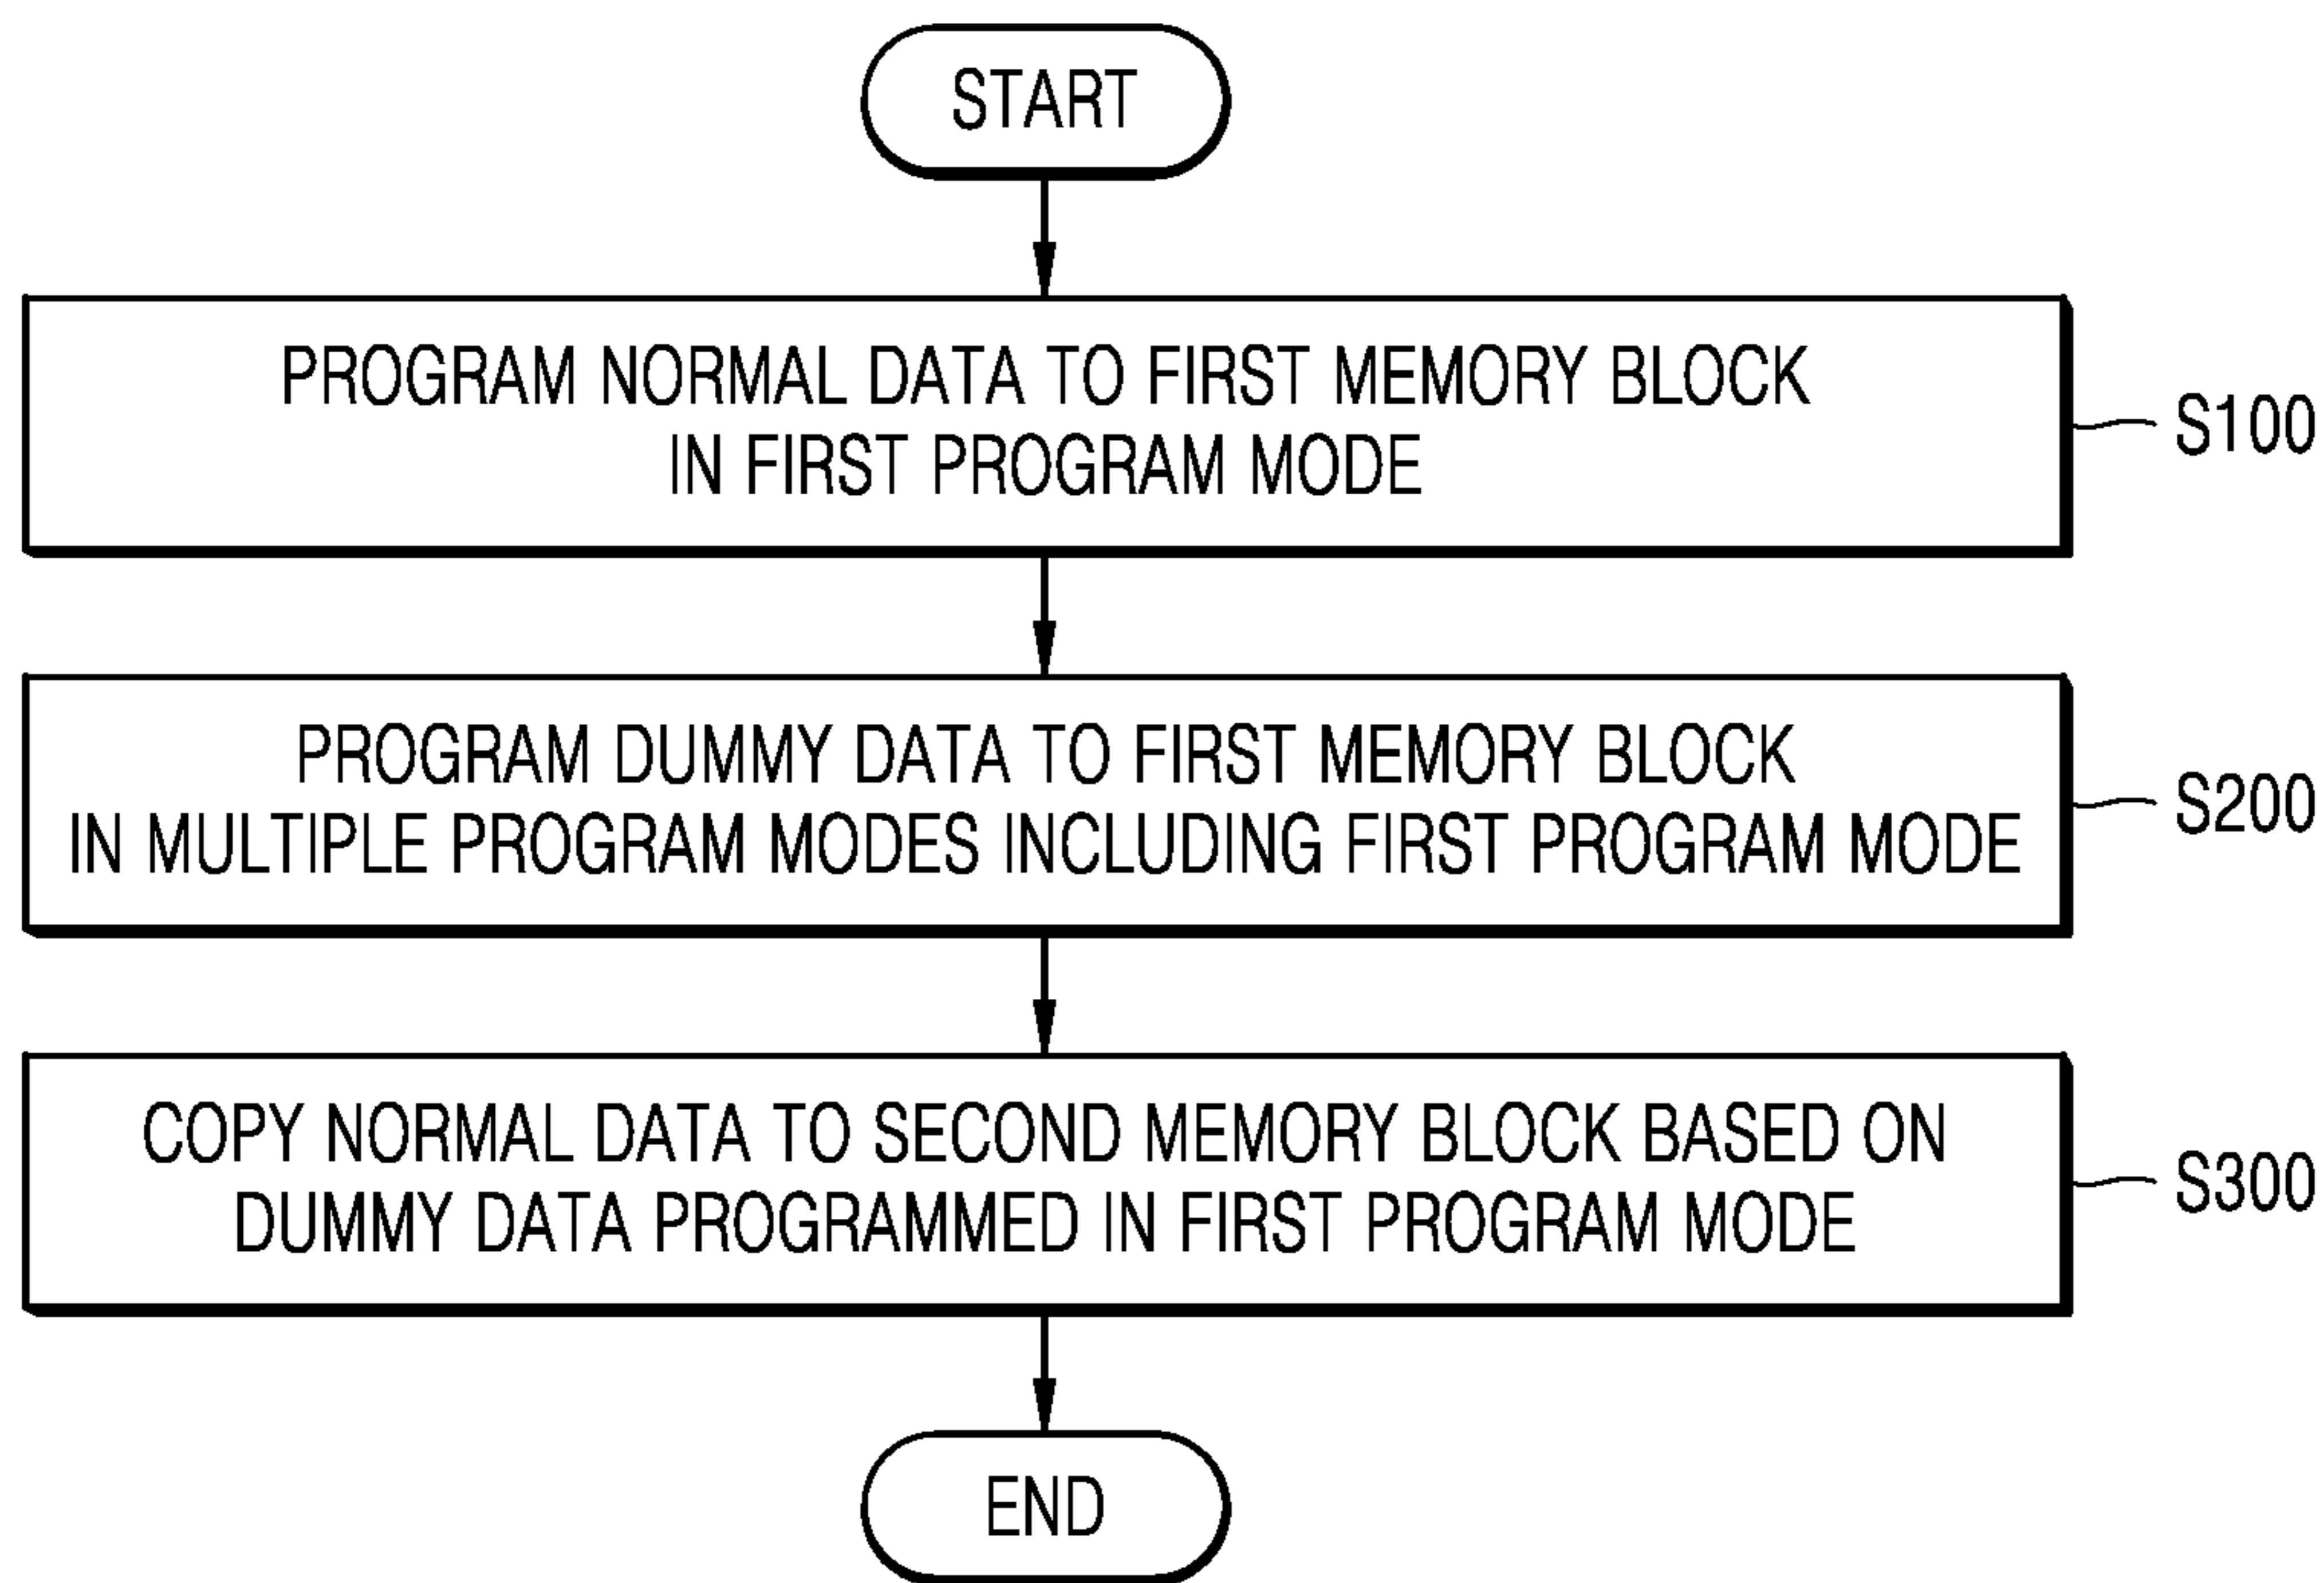 START
PROGRAM NORMAL DATA TO FIRST MEMORY BLOCK
IN FIRST PROGRAM MODE
S100
PROGRAM DUMMY DATA TO FIRST MEMORY BLOCK
IN MULTIPLE PROGRAM MODES INCLUDING FIRST PROGRAM MODE
S200
COPY NORMAL DATA TO SECOND MEMORY BLOCK BASED ON
DUMMY DATA PROGRAMMED IN FIRST PROGRAM MODE
S300
END